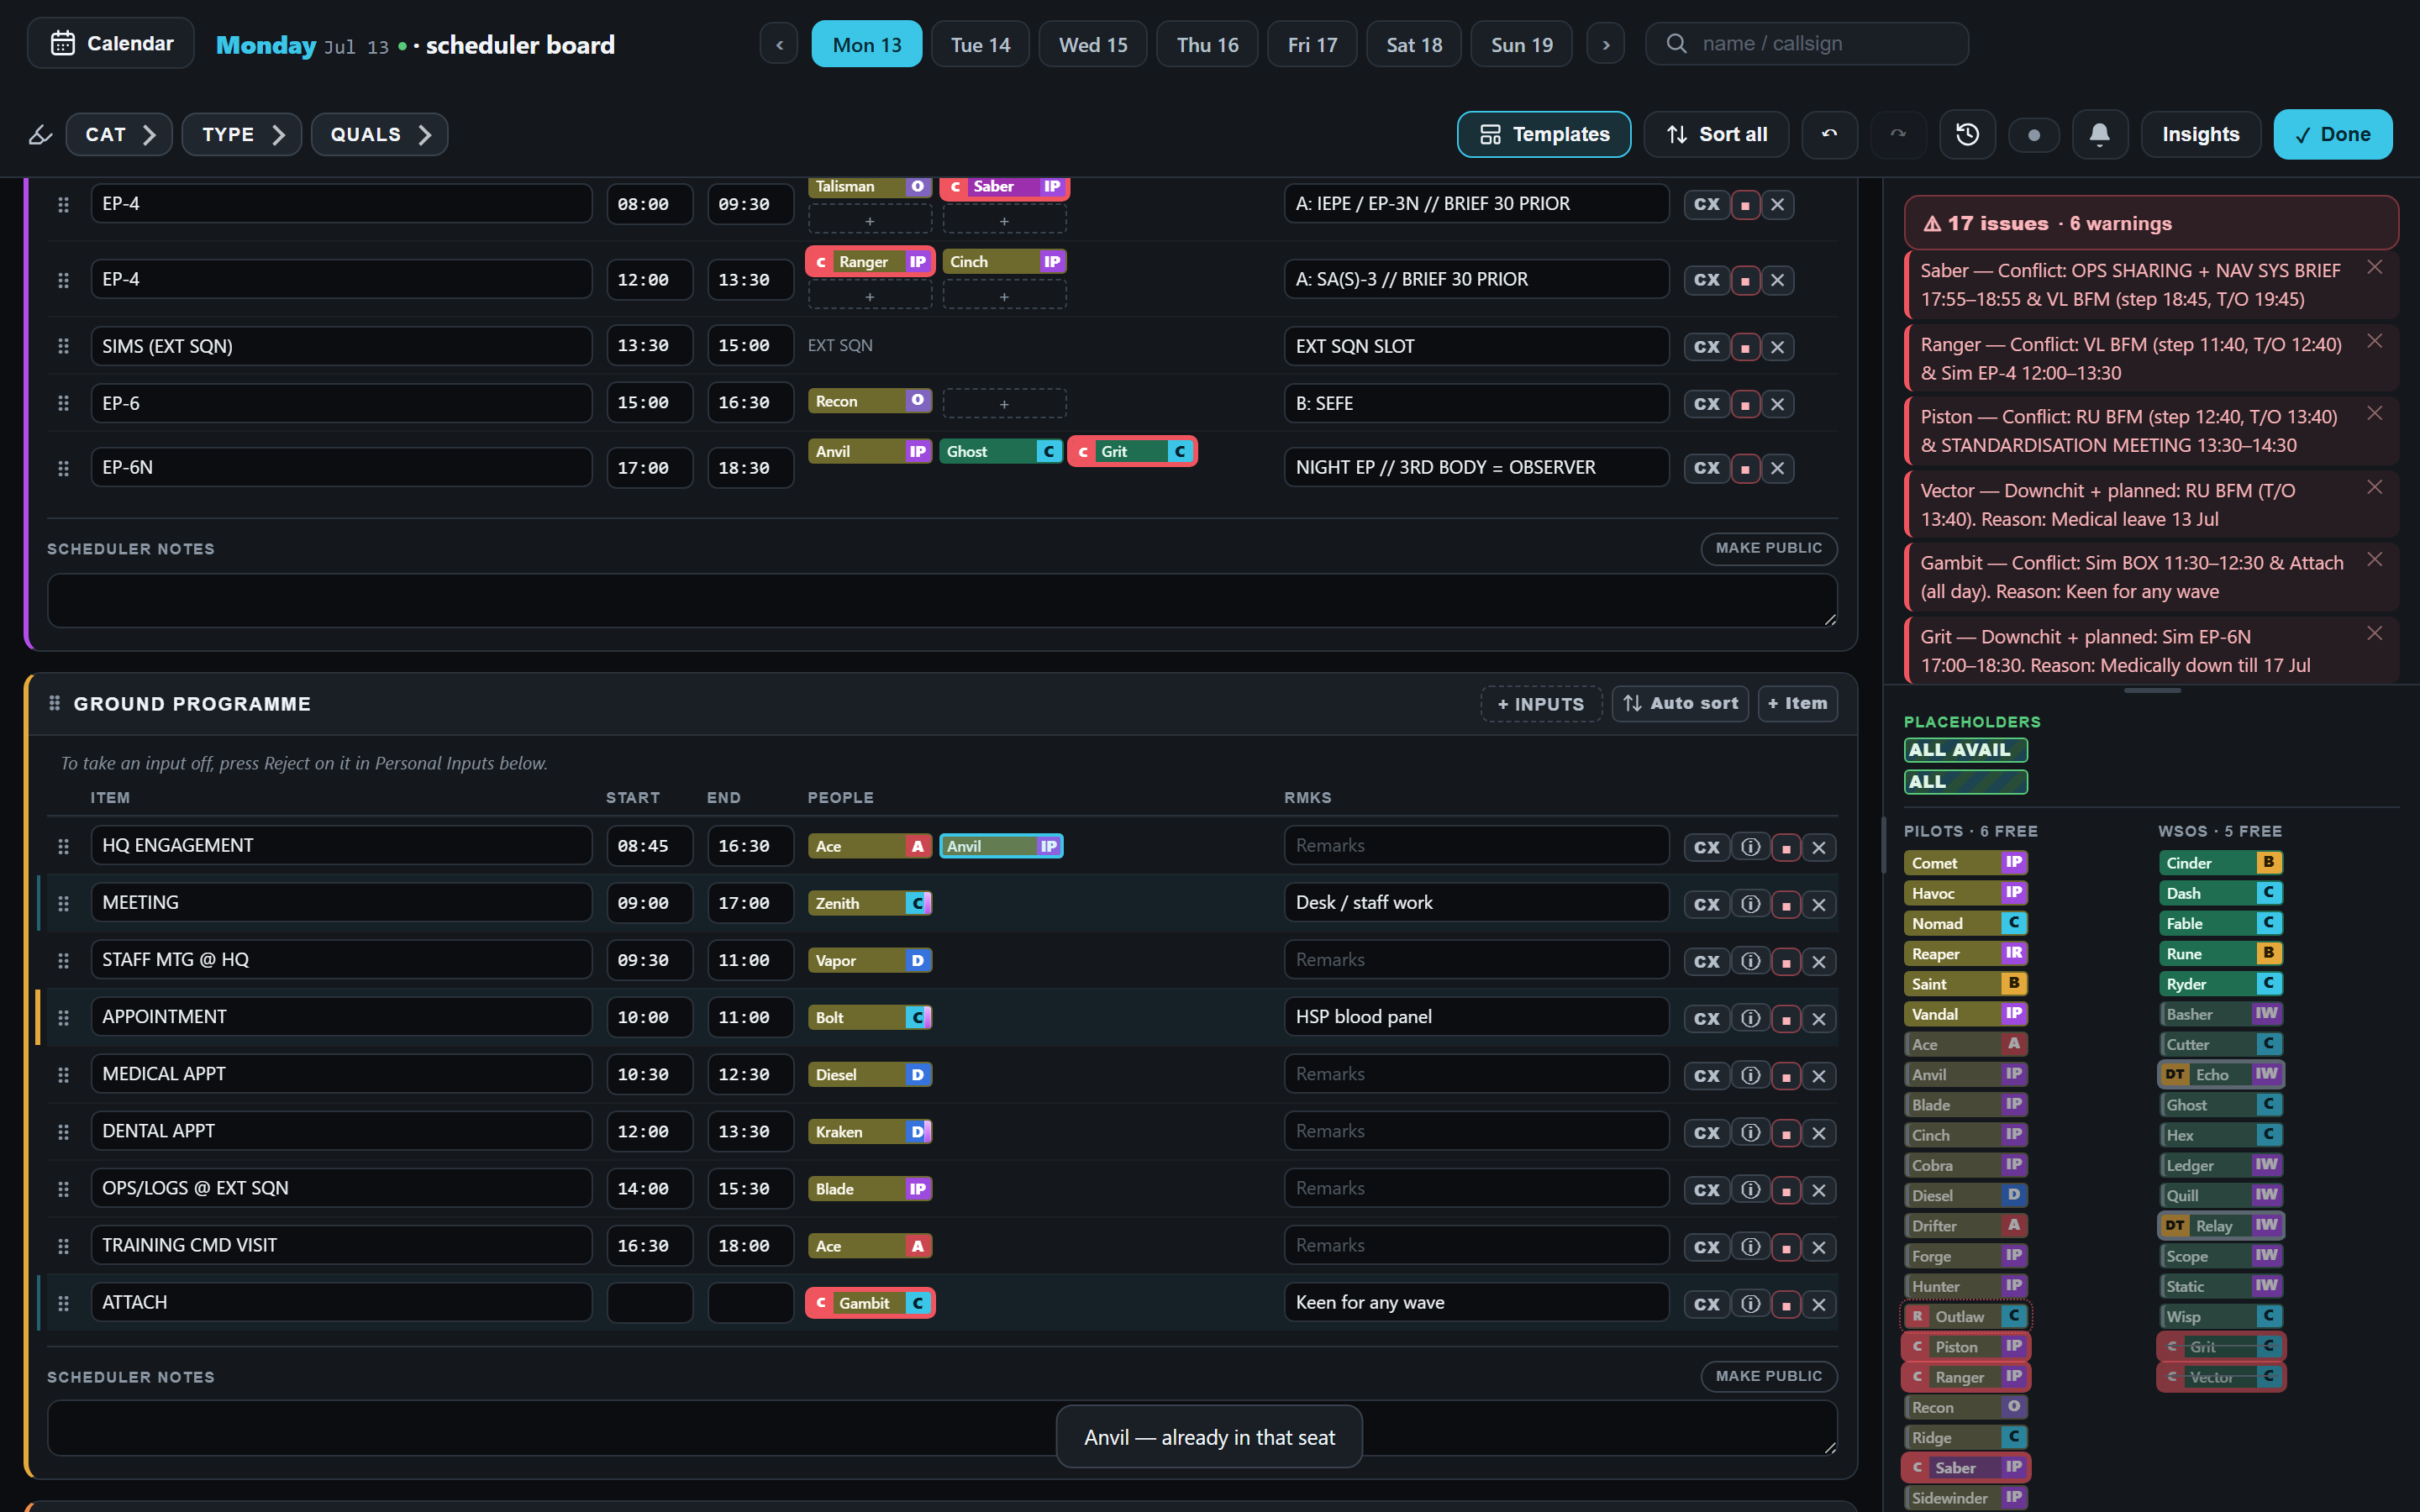 Calendar
Monday Jul 13 • · scheduler board
‹ Mon 13 Tue 14 Wed 15 Thu 16 Fri 17 Sat 18 Sun 19 ›
name / callsign
CAT TYPE QUALS
Templates Sort all Insights ✓ Done
Talisman O C Saber IP
EP-4 08:00 09:30 A: IEPE / EP-3N // BRIEF 30 PRIOR CX ✕
+ +
C Ranger IP Cinch IP
EP-4 12:00 13:30 A: SA(S)-3 // BRIEF 30 PRIOR CX ✕
+ +
SIMS (EXT SQN) 13:30 15:00 EXT SQN EXT SQN SLOT CX ✕
EP-6 15:00 16:30 Recon O + B: SEFE CX ✕
EP-6N 17:00 18:30 Anvil IP Ghost C C Grit C NIGHT EP // 3RD BODY = OBSERVER CX ✕
SCHEDULER NOTES MAKE PUBLIC
GROUND PROGRAMME + INPUTS Auto sort + Item
To take an input off, press Reject on it in Personal Inputs below.
ITEM START END PEOPLE RMKS
HQ ENGAGEMENT 08:45 16:30 Ace A Anvil IP Remarks CX ✕
MEETING 09:00 17:00 Zenith C Desk / staff work CX ✕
STAFF MTG @ HQ 09:30 11:00 Vapor D Remarks CX ✕
APPOINTMENT 10:00 11:00 Bolt C HSP blood panel CX ✕
MEDICAL APPT 10:30 12:30 Diesel D Remarks CX ✕
DENTAL APPT 12:00 13:30 Kraken D Remarks CX ✕
OPS/LOGS @ EXT SQN 14:00 15:30 Blade IP Remarks CX ✕
TRAINING CMD VISIT 16:30 18:00 Ace A Remarks CX ✕
ATTACH C Gambit C Keen for any wave CX ✕
SCHEDULER NOTES MAKE PUBLIC
Anvil — already in that seat
⚠ 17 issues · 6 warnings
Saber — Conflict: OPS SHARING + NAV SYS BRIEF
17:55–18:55 & VL BFM (step 18:45, T/O 19:45)
Ranger — Conflict: VL BFM (step 11:40, T/O 12:40)
& Sim EP-4 12:00–13:30
Piston — Conflict: RU BFM (step 12:40, T/O 13:40)
& STANDARDISATION MEETING 13:30–14:30
Vector — Downchit + planned: RU BFM (T/O
13:40). Reason: Medical leave 13 Jul
Gambit — Conflict: Sim BOX 11:30–12:30 & Attach
(all day). Reason: Keen for any wave
Grit — Downchit + planned: Sim EP-6N
17:00–18:30. Reason: Medically down till 17 Jul
PLACEHOLDERS
ALL AVAIL
ALL
PILOTS · 6 FREE WSOS · 5 FREE
Comet IP Cinder B
Havoc IP Dash C
Nomad C Fable C
Reaper IR Rune B
Saint B Ryder C
Vandal IP Basher IW
Ace A Cutter C
Anvil IP DT Echo IW
Blade IP Ghost C
Cinch IP Hex C
Cobra IP Ledger IW
Diesel D Quill IW
Drifter A DT Relay IW
Forge IP Scope IW
Hunter IP Static IW
R Outlaw C Wisp C
C Piston IP C Grit C
C Ranger IP C Vector C
Recon O
Ridge C
C Saber IP
Sidewinder IP